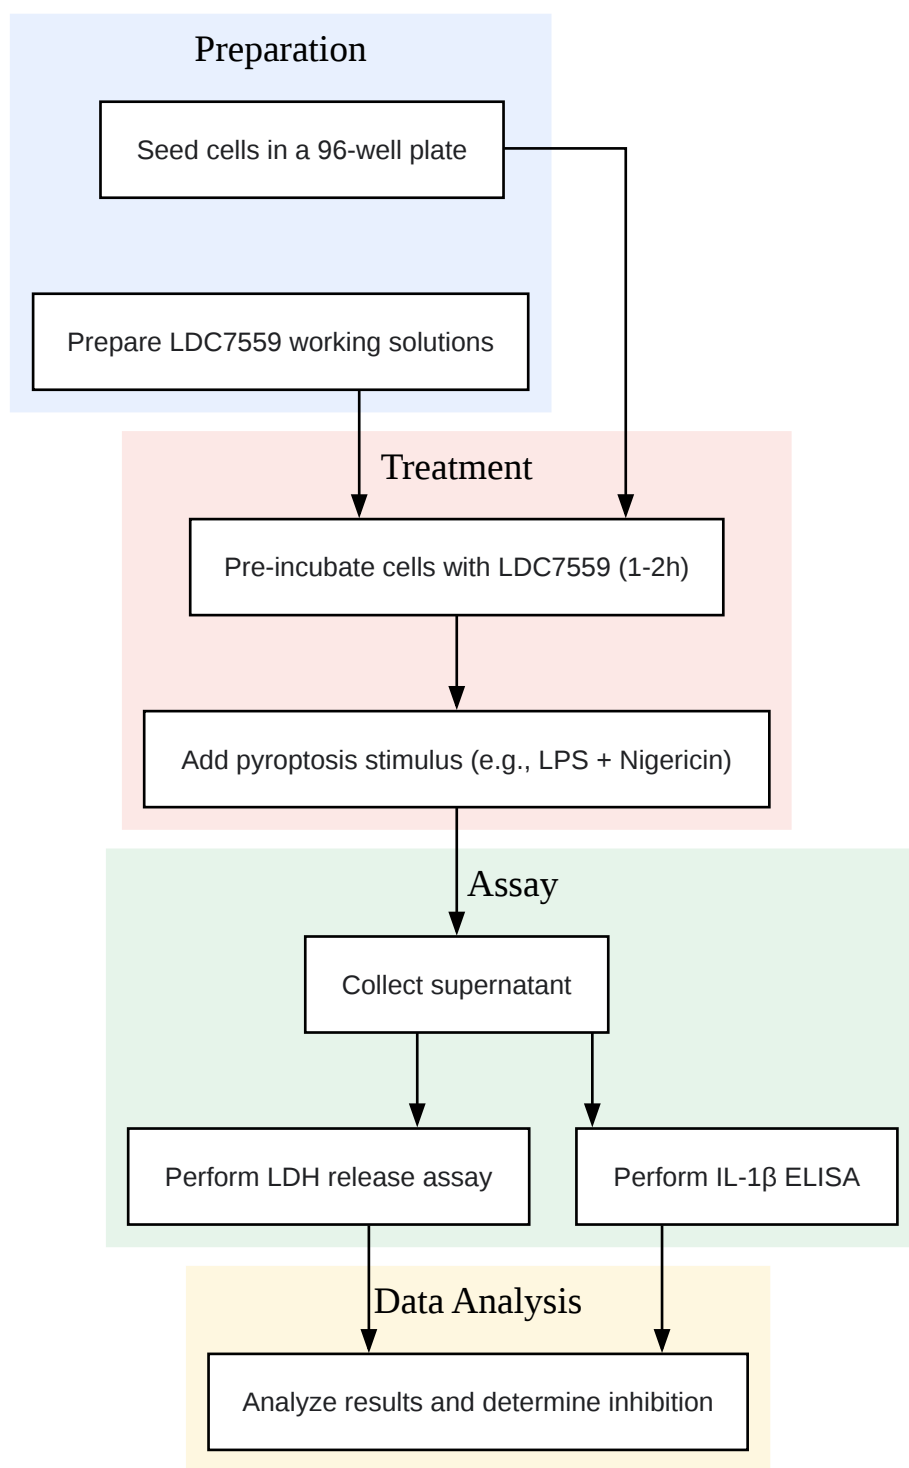 Preparation
Seed cells in a 96-well plate
Prepare LDC7559 working solutions
Treatment
Pre-incubate cells with LDC7559 (1-2h)
Add pyroptosis stimulus (e.g., LPS + Nigericin)
Assay
Collect supernatant
Perform LDH release assay
Perform IL-1β ELISA
Data Analysis
Analyze results and determine inhibition